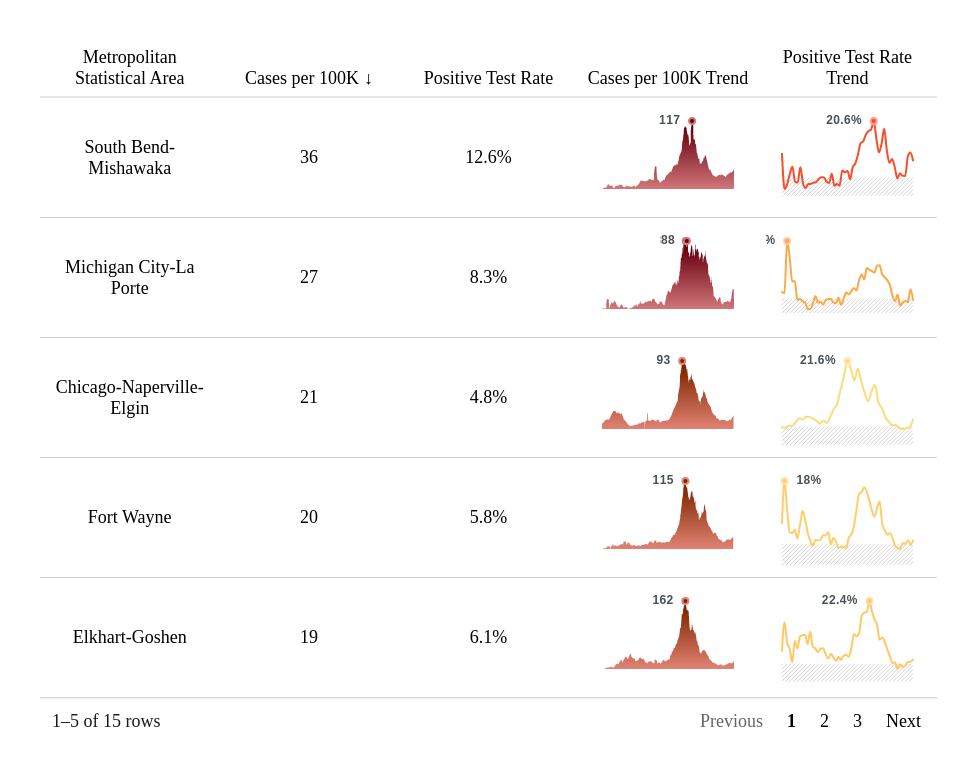 Metropolitan
Statistical Area
Cases per 100K ↓
Positive Test Rate
Cases per 100K Trend
Positive Test Rate
Trend
South Bend-
Mishawaka
36
12.6%
117
20.6%
Michigan City-La
Porte
27
8.3%
88
%
Chicago-Naperville-
Elgin
21
4.8%
93
21.6%
Fort Wayne
20
5.8%
115
18%
Elkhart-Goshen
19
6.1%
162
22.4%
1–5 of 15 rows
Previous 1 2 3 Next